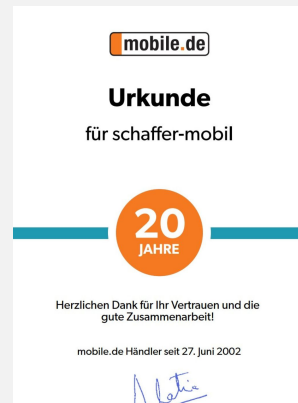 mobile.de
Urkunde
für schaffer-mobil
20
JAHRE
Herzlichen Dank für Ihr Vertrauen und die
gute Zusammenarbeit!
mobile.de Händler seit 27. Juni 2002